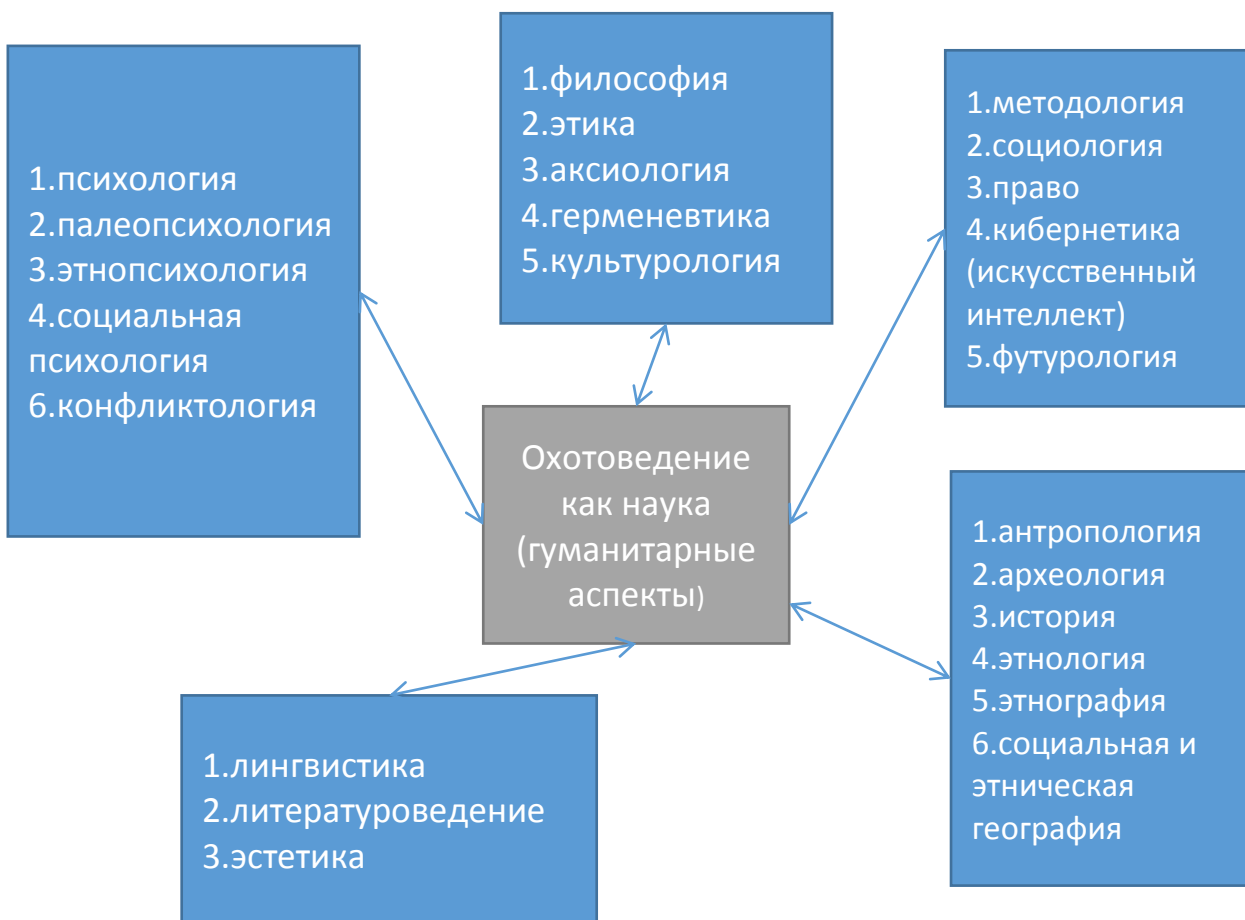 1.психология
2.палеопсихология
3.этнопсихология
4.социальная
психология
6.конфликтология
1.философия
2.этика
3.аксиология
4.герменевтика
5.культурология
1.методология
2.социология
3.право
4.кибернетика
(искусственный
интеллект)
5.футурология
Охотоведение
как наука
(гуманитарные
аспекты)
1.антропология
2.археология
3.история
4.этнология
5.этнография
6.социальная и
этническая
география
1.лингвистика
2.литературоведение
3.эстетика